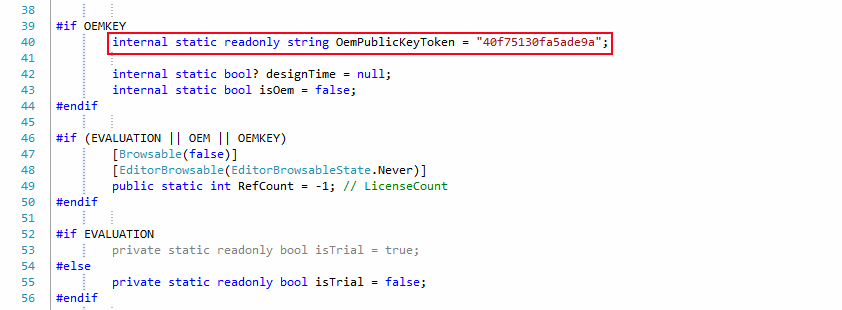 38
39 #if OEMKEY
40 internal static readonly string OemPublicKeyToken = "40f75130fa5ade9a";
41
42 internal static bool? designTime = null;
43 internal static bool isOem = false;
44 #endif
45
46 #if (EVALUATION || OEM || OEMKEY)
47 [Browsable(false)]
48 [EditorBrowsable(EditorBrowsableState.Never)]
49 public static int RefCount = -1; // LicenseCount
50 #endif
51
52 #if EVALUATION
53 private static readonly bool isTrial = true;
54 #else
55 private static readonly bool isTrial = false;
56 #endif